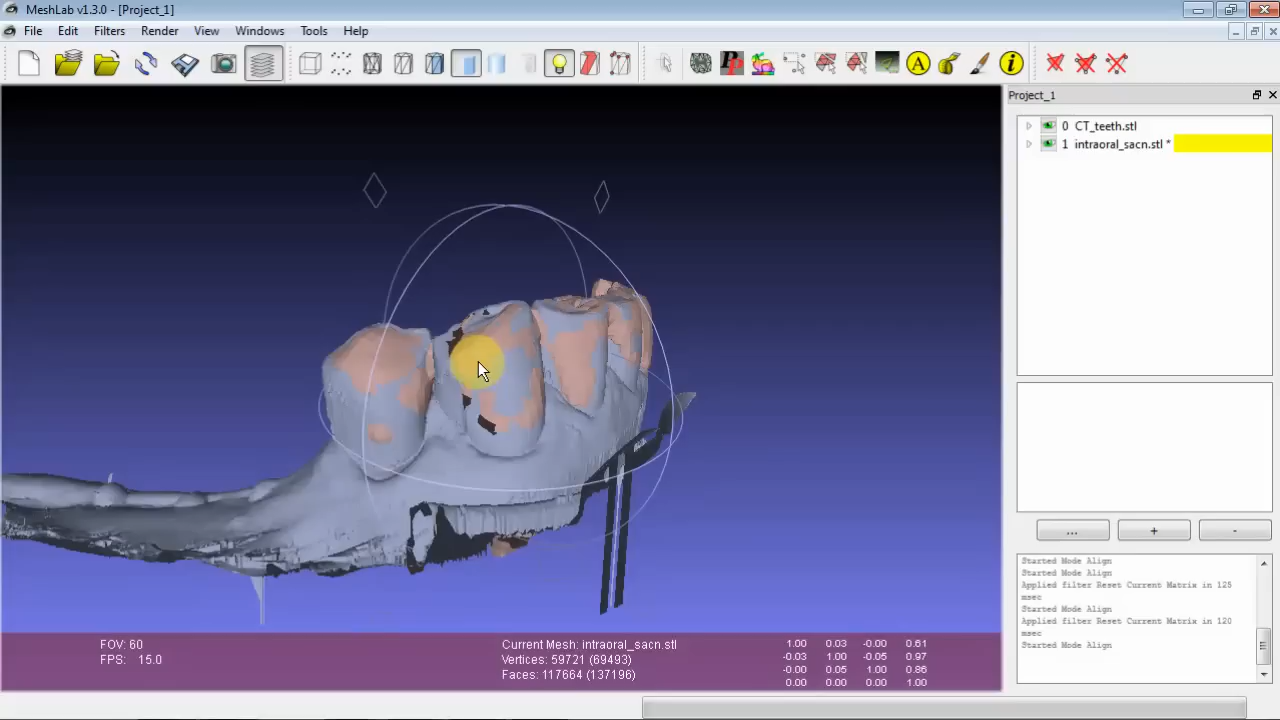 MeshLab v1.3.0 - [Project_1]
File Edit Filters Render View Windows Tools Help
Project_1
0 CT_teeth.stl
1 intraoral_sacn.stl *
... + -
Started Mode Align
Started Mode Align
Applied filter Reset Current Matrix in 125
msec
Started Mode Align
Applied filter Reset Current Matrix in 120
msec
Started Mode Align
FOV: 60
FPS: 15.0
Current Mesh: intraoral_sacn.stl
Vertices: 59721 (69493)
Faces: 117664 (137196)
1.00 0.03 -0.00 0.61
-0.03 1.00 -0.05 0.97
-0.00 0.05 1.00 0.86
0.00 0.00 0.00 1.00